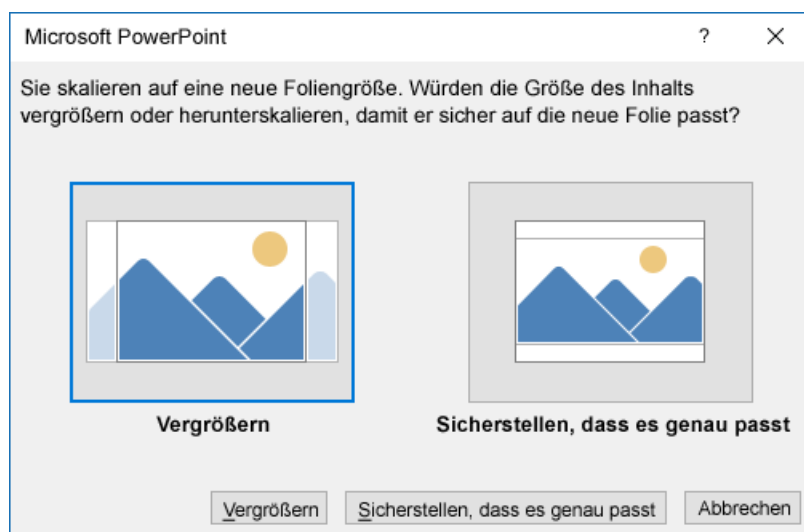 Microsoft PowerPoint
?
Sie skalieren auf eine neue Foliengröße. Würden die Größe des Inhalts
vergrößern oder herunterskalieren, damit er sicher auf die neue Folie passt?
Vergrößern
Sicherstellen, dass es genau passt
Vergrößern
Sicherstellen, dass es genau passt
Abbrechen